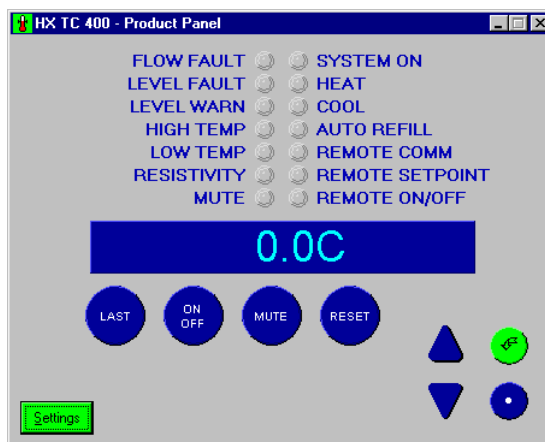 HX TC 400 - Product Panel
FLOW FAULT SYSTEM ON
LEVEL FAULT HEAT
LEVEL WARN COOL
HIGH TEMP AUTO REFILL
LOW TEMP REMOTE COMM
RESISTIVITY REMOTE SETPOINT
MUTE REMOTE ON/OFF
0.0C
LAST
ON
OFF
MUTE
RESET
Settings